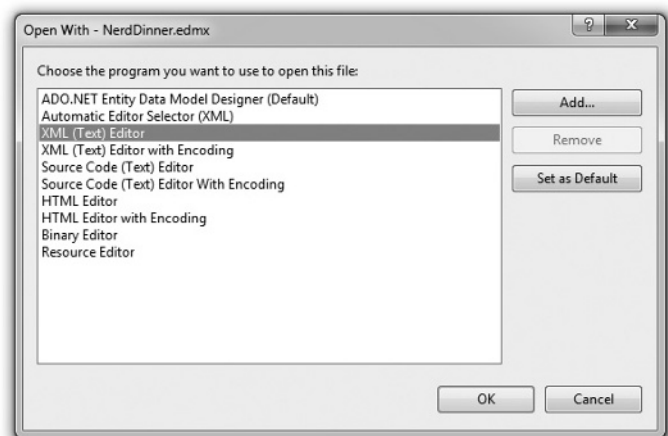 Open With - NerdDinner.edmx
Choose the program you want to use to open this file:
ADO.NET Entity Data Model Designer (Default)
Automatic Editor Selector (XML)
XML (Text) Editor
XML (Text) Editor with Encoding
Source Code (Text) Editor
Source Code (Text) Editor With Encoding
HTML Editor
HTML Editor with Encoding
Binary Editor
Resource Editor
Add...
Remove
Set as Default
OK
Cancel